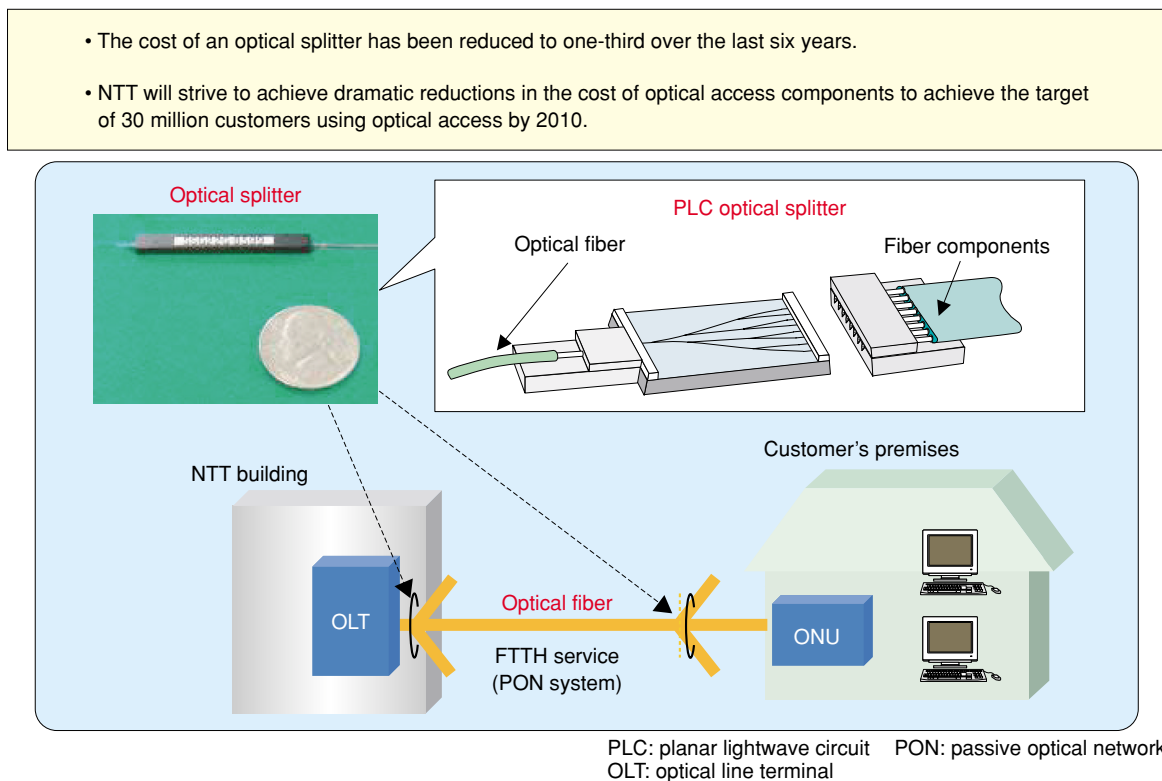 • The cost of an optical splitter has been reduced to one-third over the last six years.
• NTT will strive to achieve dramatic reductions in the cost of optical access components to achieve the target
of 30 million customers using optical access by 2010.
Optical splitter
PLC optical splitter
Optical fiber
Fiber components
NTT building
Customer's premises
OLT
Optical fiber
ONU
FTTH service
(PON system)
PLC: planar lightwave circuit PON: passive optical network
OLT: optical line terminal